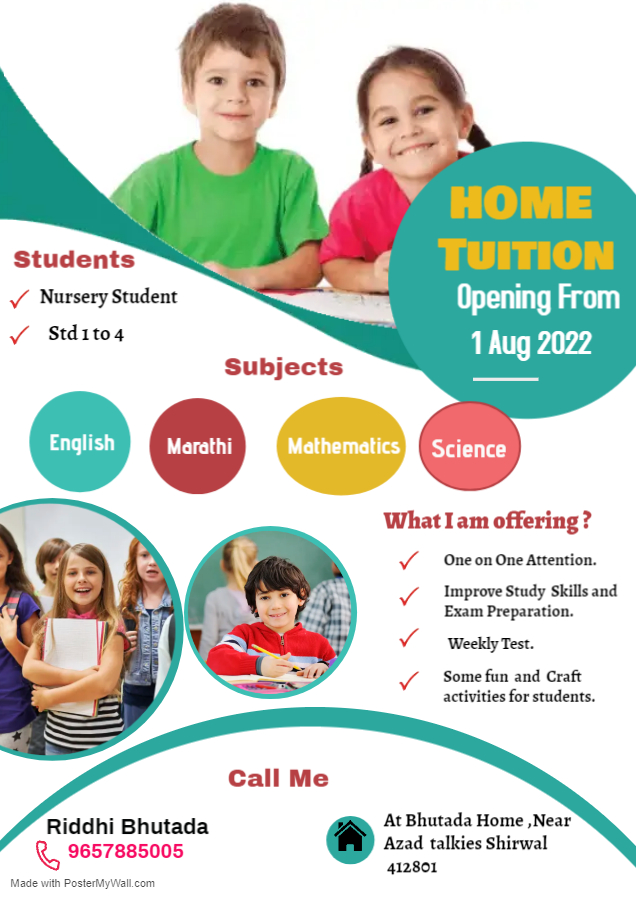 HOME
TUITION
Opening From
1 Aug 2022
Students
Nursery Student
Std 1 to 4
Subjects
English
Marathi
Mathematics
Science
What I am offering ?
One on One Attention.
Improve Study Skills and
Exam Preparation.
Weekly Test.
Some fun and Craft
activities for students.
Call Me
Riddhi Bhutada
9657885005
At Bhutada Home ,Near
Azad talkies Shirwal
412801
Made with PosterMyWall.com